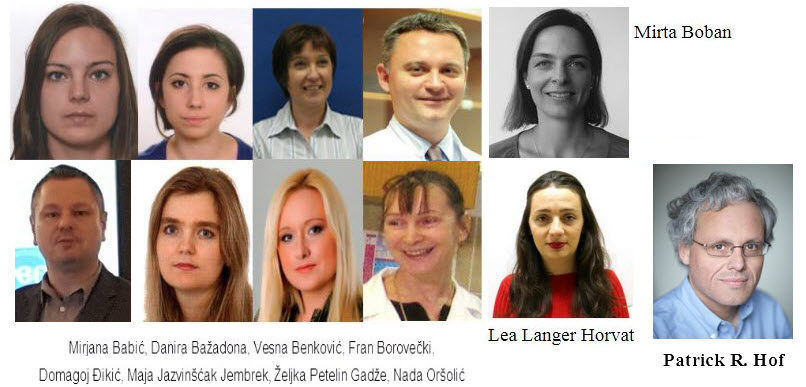 Mirta Boban
Lea Langer Horvat
Patrick R. Hof
Mirjana Babić, Danira Bažadona, Vesna Benković, Fran Borovečki,
Domagoj Đikić, Maja Jazvinšćak Jembrek, Željka Petelin Gadže, Nada Oršolić